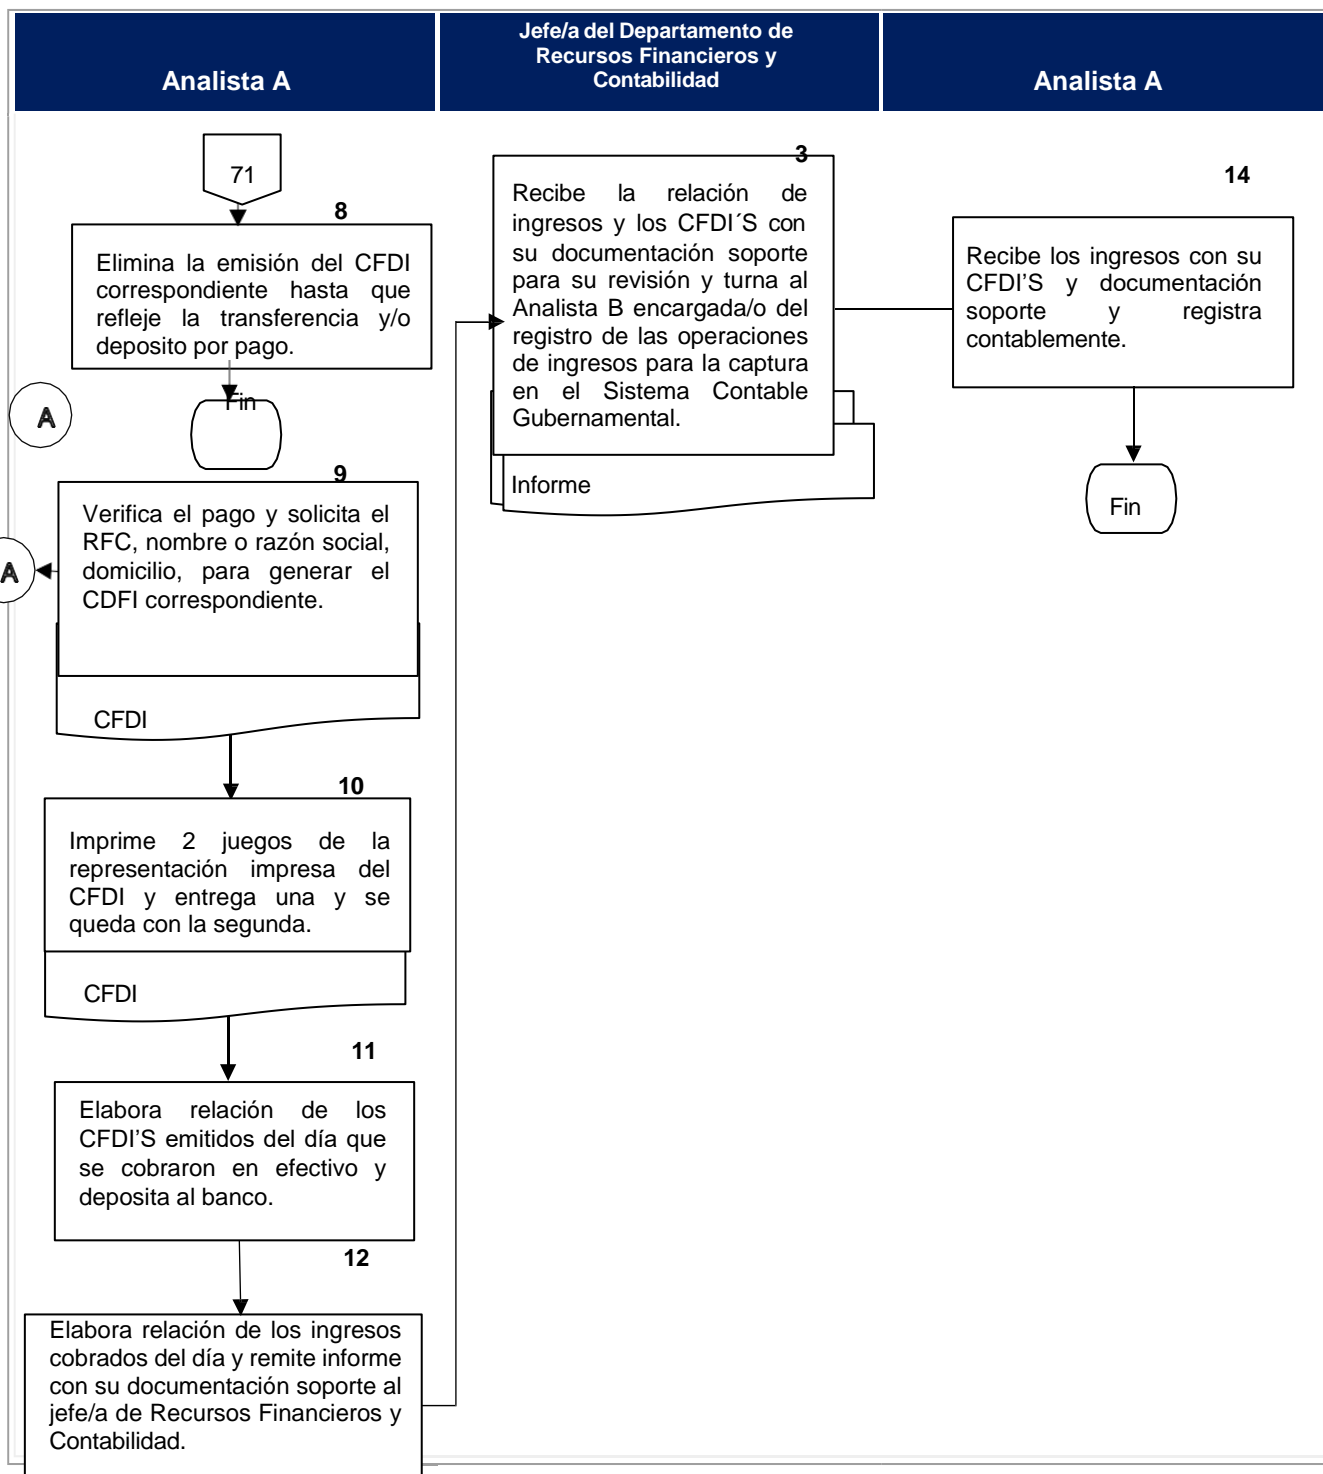 Analista A
Jefe/a del Departamento de
Recursos Financieros y
Contabilidad
Analista A
71
8
Elimina la emisión del CFDI
correspondiente hasta que
refleje la transferencia y/o
deposito por pago.
Fin
A
9
Verifica el pago y solicita el
RFC, nombre o razón social,
domicilio, para generar el
CDFI correspondiente.
A
CFDI
10
Imprime 2 juegos de la
representación impresa del
CFDI y entrega una y se
queda con la segunda.
CFDI
11
Elabora relación de los
CFDI'S emitidos del día que
se cobraron en efectivo y
deposita al banco.
12
Elabora relación de los ingresos
cobrados del día y remite informe
con su documentación soporte al
jefe/a de Recursos Financieros y
Contabilidad.
3
Recibe la relación de
ingresos y los CFDI´S con
su documentación soporte
para su revisión y turna al
Analista B encargada/o del
registro de las operaciones
de ingresos para la captura
en el Sistema Contable
Gubernamental.
Informe
14
Recibe los ingresos con su
CFDI'S y documentación
soporte y registra
contablemente.
Fin